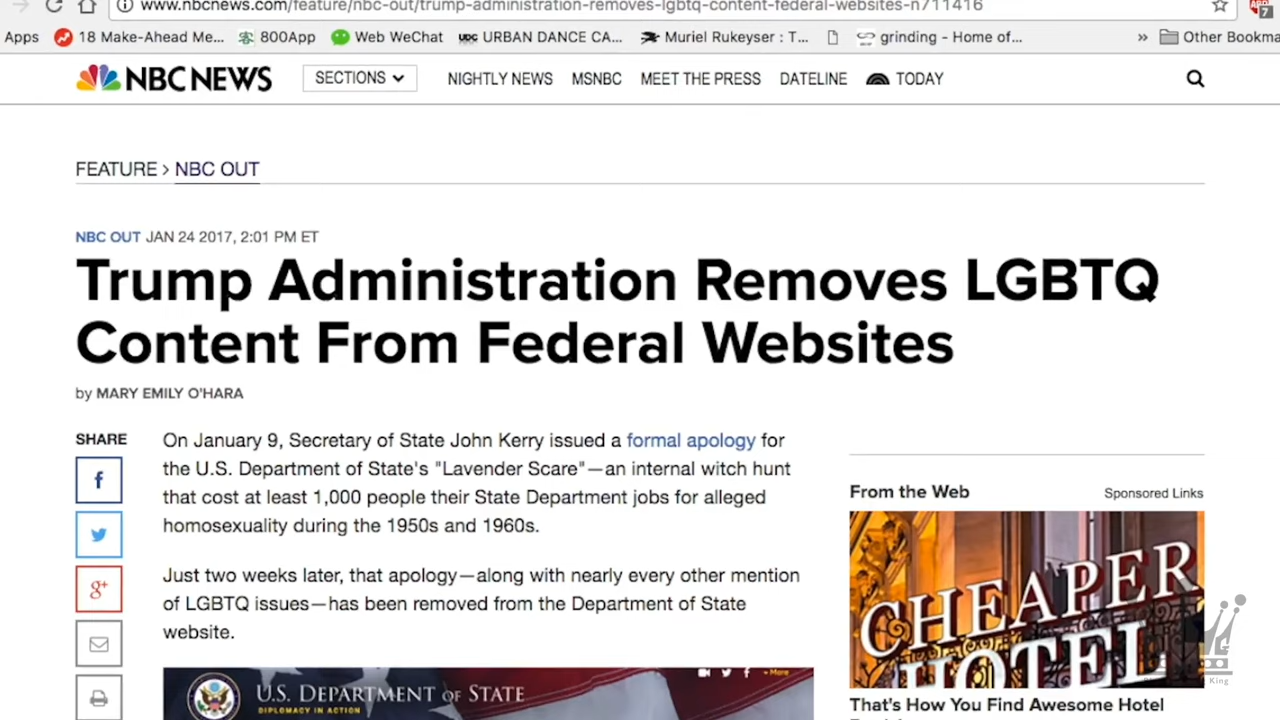 www.nbcnews.com/feature/nbc-out/trump-administration-removes-lgbtq-content-federal-websites-n711416
Apps 18 Make-Ahead Me... 800App Web WeChat URBAN DANCE CA... Muriel Rukeyser : T... grinding - Home of... » Other Bookma
NBC NEWS SECTIONS NIGHTLY NEWS MSNBC MEET THE PRESS DATELINE TODAY
FEATURE > NBC OUT
NBC OUT JAN 24 2017, 2:01 PM ET
Trump Administration Removes LGBTQ
Content From Federal Websites
by MARY EMILY O'HARA
SHARE
On January 9, Secretary of State John Kerry issued a formal apology for
the U.S. Department of State's "Lavender Scare"—an internal witch hunt
that cost at least 1,000 people their State Department jobs for alleged
homosexuality during the 1950s and 1960s.
Just two weeks later, that apology—along with nearly every other mention
of LGBTQ issues—has been removed from the Department of State
website.
U.S. DEPARTMENT OF STATE
DIPLOMACY IN ACTION
More
From the Web Sponsored Links
CHEAPER
HOTEL
King
That's How You Find Awesome Hotel